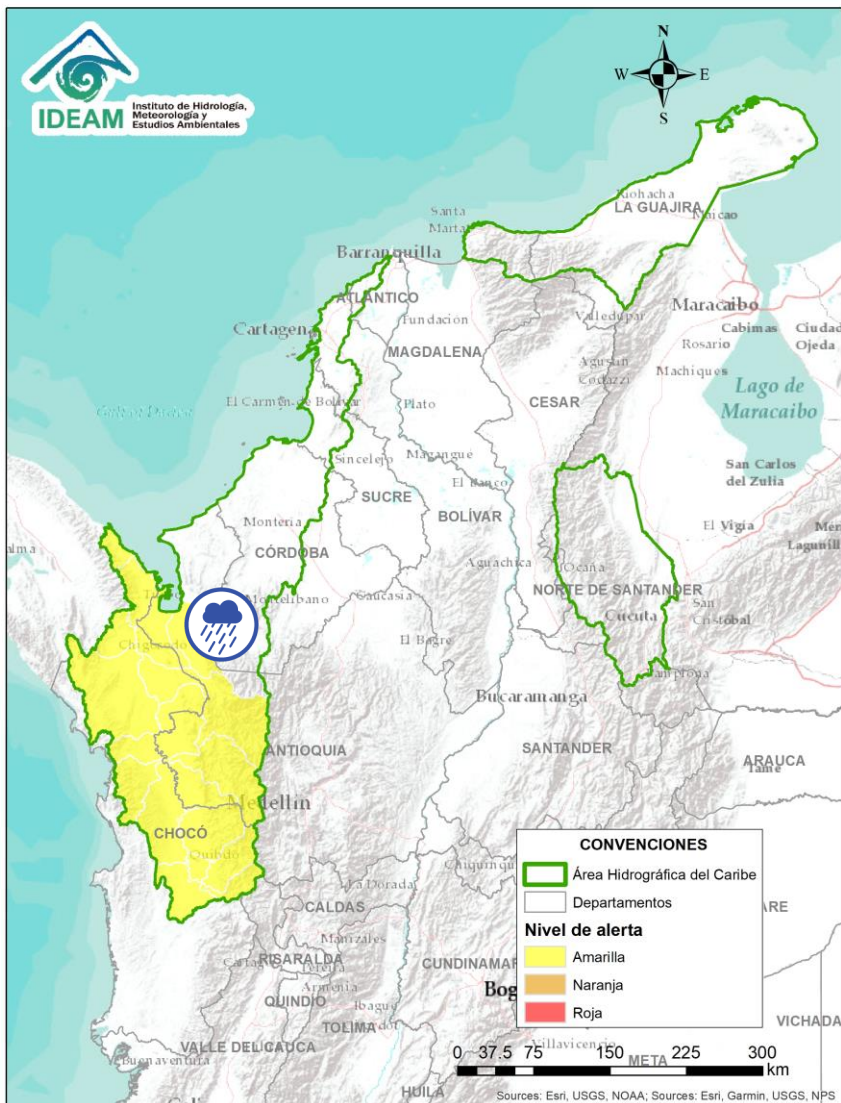 IDEAM
Instituto de Hidrología,
Meteorología y
Estudios Ambientales
N
W
E
S
Riohacha
LA GUAJIRA
Maicao
Santa
Marta
Barranquilla
ATLÁNTICO
Maracaibo
Cabimas
Ciudad
Ojeda
Cartagena
Fundación
Valledupar
Rosario
MAGDALENA
Machiques
Agustín
Codazzi
CESAR
Lago de
Maracaibo
El Carmen de Bolívar
Plato
Sincelejo
Magangué
San Carlos
del Zulia
El Banco
SUCRE
BOLÍVAR
Montería
El Vigía
CÓRDOBA
Aguachica
Ocaña
NORTE DE SANTANDER
Montelíbano
Caucasia
Cucuta
San
Cristóbal
El Bagre
Chigorodo
Pamplona
Bucaramanga
ANTIOQUIA
SANTANDER
ARAUCA
Tame
Medellín
CHOCÓ
Quibdó
La Dorada
CALDAS
Manizales
RISARALDA
Pereira
Armenia
QUINDÍO
Ibague
TOLIMA
VALLE DEL CAUCA
Buenaventura
HUILA
Villavicencio
META
VICHADA
CONVENCIONES
Área Hidrográfica del Caribe
Departamentos
Nivel de alerta
Amarilla
Naranja
Roja
0 37.5 75 150 225 300
km
Sources: Esri, USGS, NOAA; Sources: Esri, Garmin, USGS, NPS